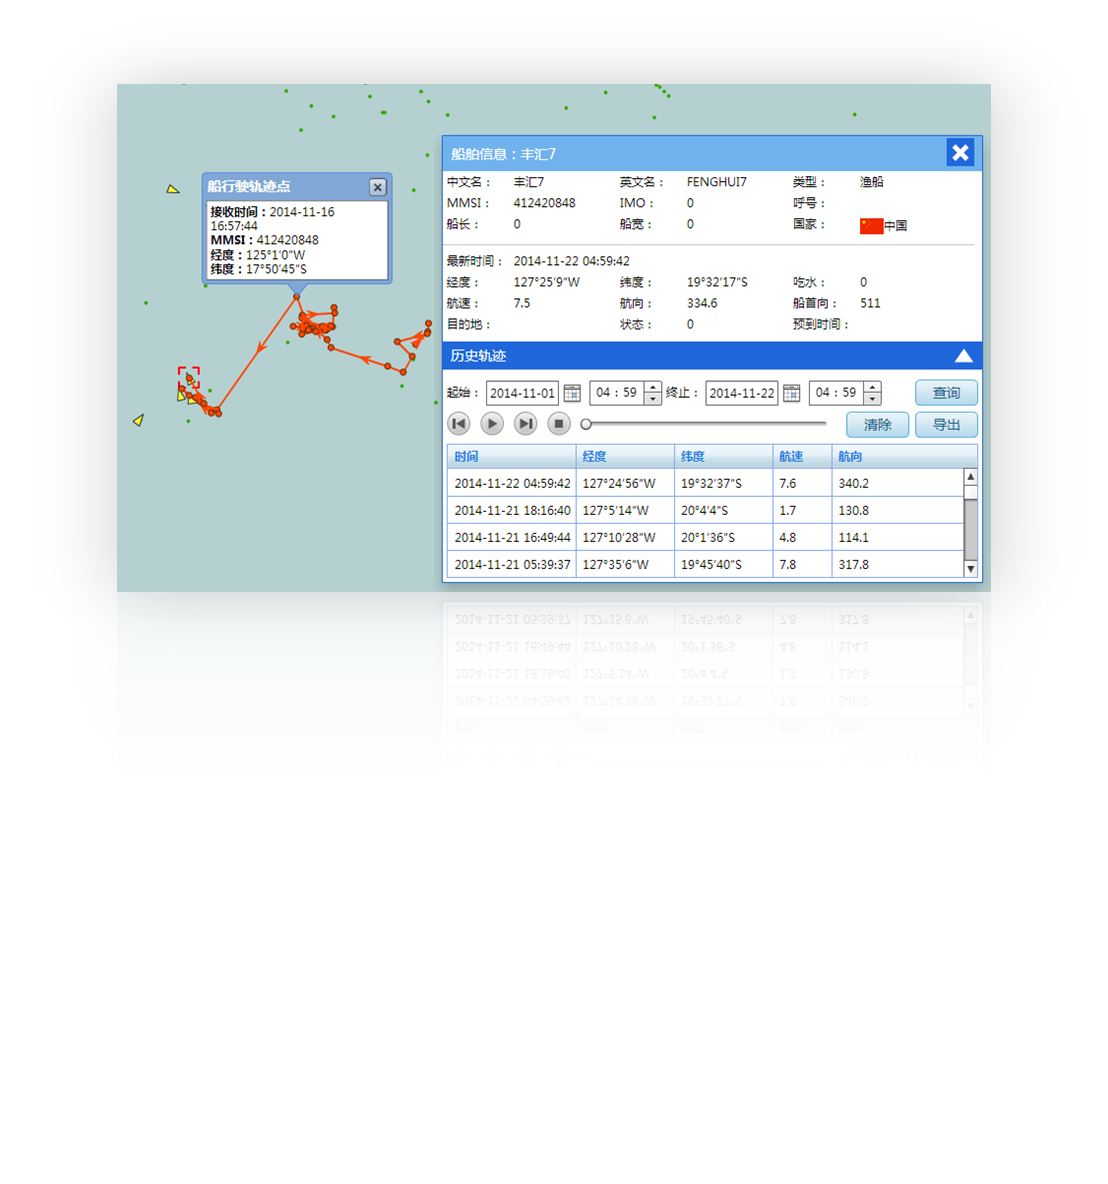 船行驶轨迹点
接收时间：2014-11-16
16:57:44
MMSI：412420848
经度：125°1'0"W
纬度：17°50'45"S
船舶信息：丰汇7
中文名： 丰汇7 英文名： FENGHUI7 类型： 渔船
MMSI： 412420848 IMO： 0 呼号：
船长： 0 船宽： 0 国家： 中国
最新时间： 2014-11-22 04:59:42
经度： 127°25'9"W 纬度： 19°32'17"S 吃水： 0
航速： 7.5 航向： 334.6 船首向： 511
目的地： 状态： 0 预到时间：
历史轨迹
起始： 2014-11-01 04 : 59 终止： 2014-11-22 04 : 59 查询
清除 导出
时间 经度 纬度 航速 航向
2014-11-22 04:59:42 127°24'56"W 19°32'37"S 7.6 340.2
2014-11-21 18:16:40 127°5'14"W 20°4'4"S 1.7 130.8
2014-11-21 16:49:44 127°10'28"W 20°1'36"S 4.8 114.1
2014-11-21 05:39:37 127°35'6"W 19°45'40"S 7.8 317.8